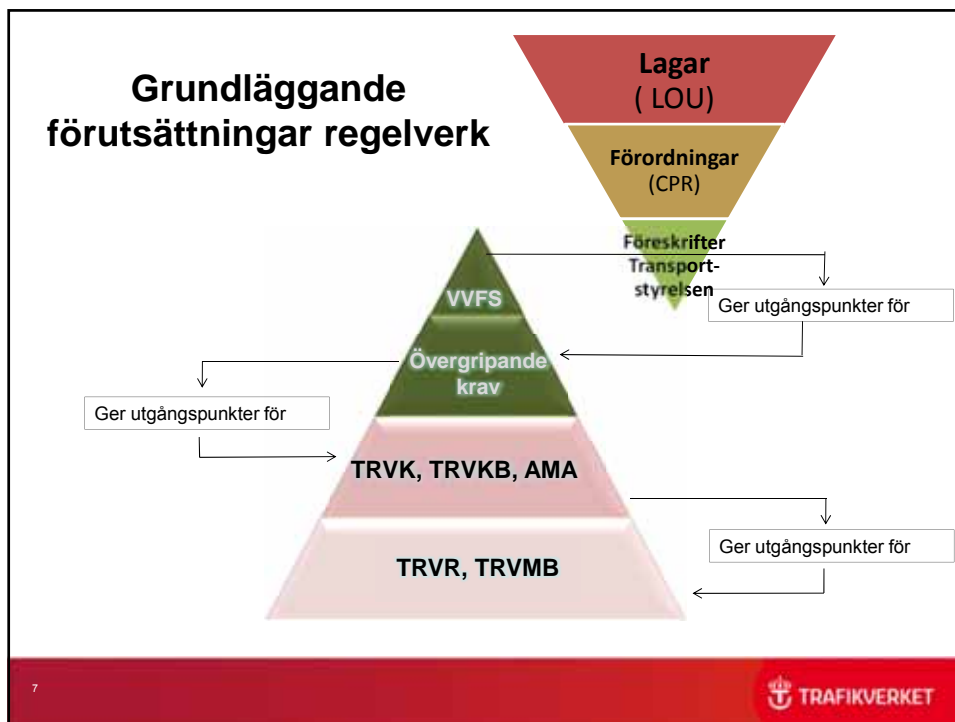 Grundläggande
förutsättningar regelverk
Lagar
( LOU)
Förordningar
(CPR)
Föreskrifter
Transport-
styrelsen
VVFS
Övergripande
krav
TRVK, TRVKB, AMA
TRVR, TRVMB
Ger utgångspunkter för
Ger utgångspunkter för
Ger utgångspunkter för
7
TRAFIKVERKET